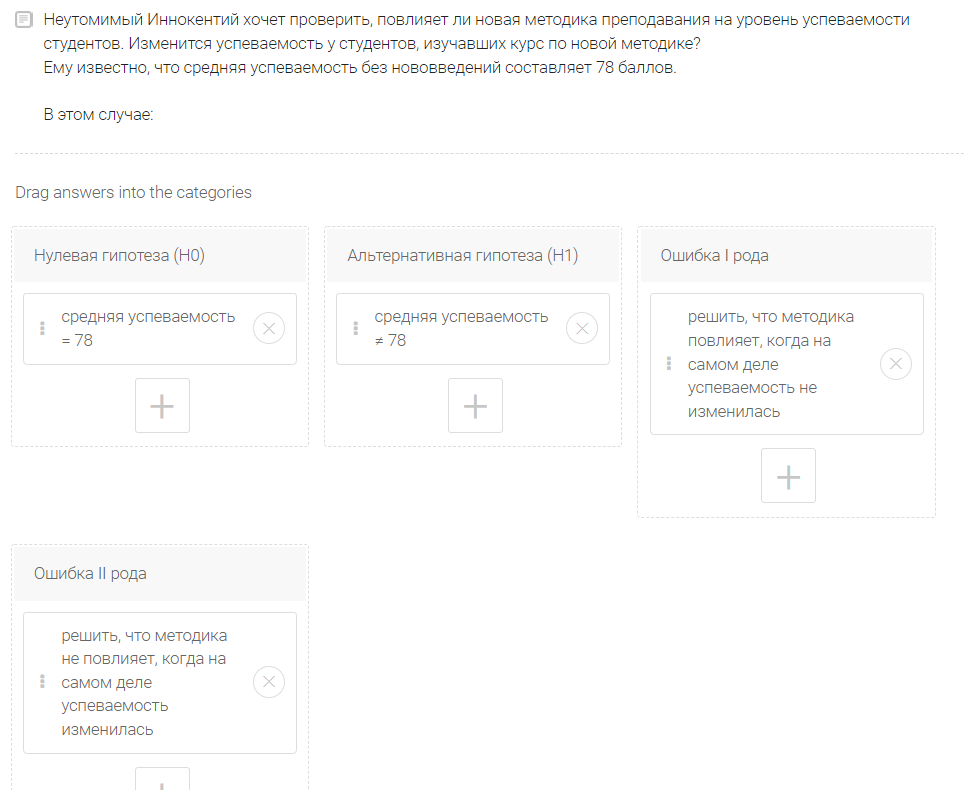 Неутомимый Иннокентий хочет проверить, повлияет ли новая методика преподавания на уровень успеваемости
студентов. Изменится успеваемость у студентов, изучавших курс по новой методике?
Ему известно, что средняя успеваемость без нововведений составляет 78 баллов.
В этом случае:
Drag answers into the categories
Нулевая гипотеза (H0)
средняя успеваемость
= 78
Альтернативная гипотеза (H1)
средняя успеваемость
≠ 78
Ошибка I рода
решить, что методика
повлияет, когда на
самом деле
успеваемость не
изменилась
Ошибка II рода
решить, что методика
не повлияет, когда на
самом деле
успеваемость
изменилась